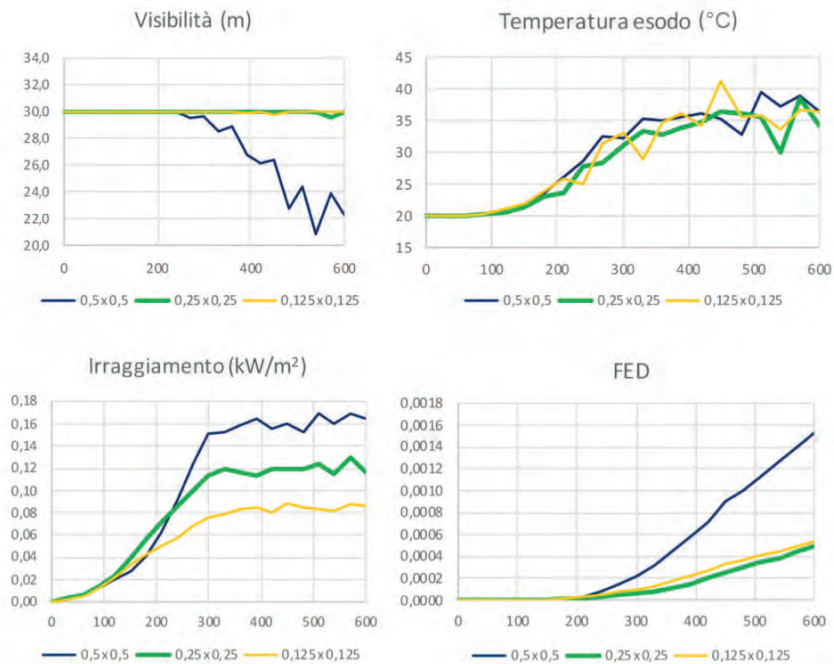 Visibilità (m)
34,0
32,0
30,0
28,0
26,0
24,0
22,0
20,0
0 200 400 600
0,5x0,5 0,25x0,25 0,125x0,125
Temperatura esodo (°C)
45
40
35
30
25
20
15
0 100 200 300 400 500 600
0,5x0,5 0,25x0,25 0,125x0,125
Irraggiamento (kW/m²)
0,18
0,16
0,14
0,12
0,10
0,08
0,06
0,04
0,02
0,00
0 100 200 300 400 500 600
0,5x0,5 0,25x0,25 0,125x0,125
FED
0,0018
0,0016
0,0014
0,0012
0,0010
0,0008
0,0006
0,0004
0,0002
0,0000
0 100 200 300 400 500 600
0,5x0,5 0,25x0,25 0,125x0,125